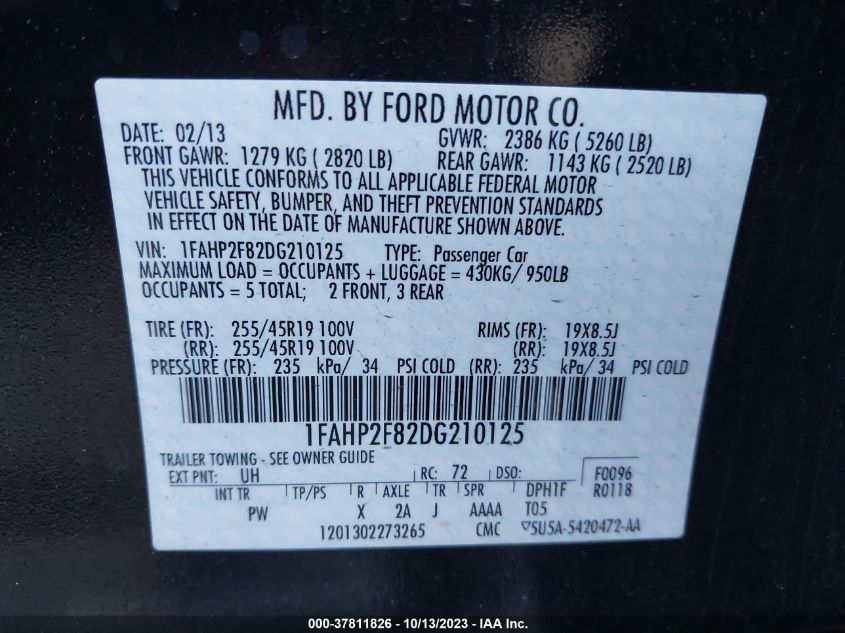 MFD. BY FORD MOTOR CO.
DATE: 02/13 GVWR: 2386 KG ( 5260 LB)
FRONT GAWR: 1279 KG ( 2820 LB) REAR GAWR: 1143 KG ( 2520 LB)
THIS VEHICLE CONFORMS TO ALL APPLICABLE FEDERAL MOTOR
VEHICLE SAFETY, BUMPER, AND THEFT PREVENTION STANDARDS
IN EFFECT ON THE DATE OF MANUFACTURE SHOWN ABOVE.
VIN: 1FAHP2F82DG210125 TYPE: Passenger Car
MAXIMUM LOAD = OCCUPANTS + LUGGAGE = 430KG/ 950LB
OCCUPANTS = 5 TOTAL; 2 FRONT, 3 REAR
TIRE (FR): 255/45R19 100V RIMS (FR): 19X8.5J
(RR): 255/45R19 100V (RR): 19X8.5J
PRESSURE (FR): 235 kPa/ 34 PSI COLD (RR): 235 kPa/ 34 PSI COLD
1FAHP2F82DG210125
TRAILER TOWING - SEE OWNER GUIDE
EXT PNT: UH RC: 72 DSO: F0096
INT TR TP/PS R AXLE TR SPR DPH1F R0118
PW X 2A J AAAA T05
1201302273265 CMC ▽SU5A-5420472-AA
000-37811826 - 10/13/2023 - IAA Inc.